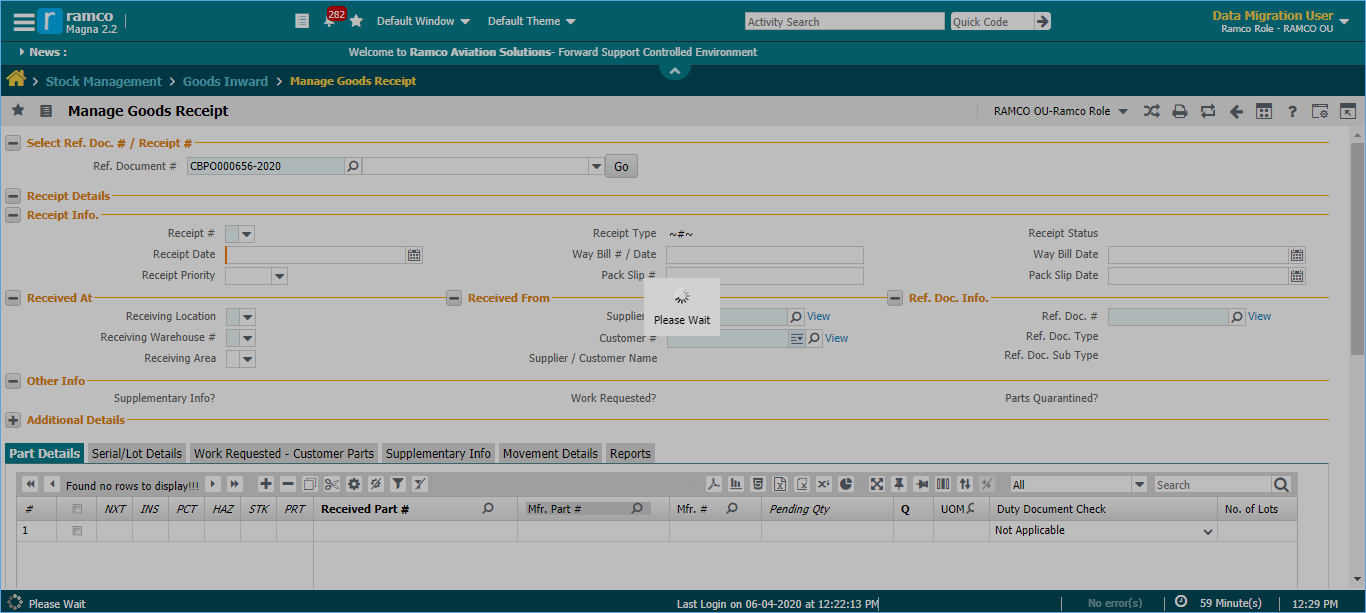 ramco
Magna 2.2
282
Default Window
Default Theme
Activity Search
Quick Code
Data Migration User
Ramco Role - RAMCO OU
News :
Welcome to Ramco Aviation Solutions- Forward Support Controlled Environment
Stock Management > Goods Inward > Manage Goods Receipt
Manage Goods Receipt
RAMCO OU-Ramco Role
Select Ref. Doc. # / Receipt #
Ref. Document # CBPO000656-2020 Go
Receipt Details
Receipt Info.
Receipt # Receipt Type ~#~ Receipt Status
Receipt Date Way Bill # / Date Way Bill Date
Receipt Priority Pack Slip # Pack Slip Date
Received At Received From Ref. Doc. Info.
Receiving Location Supplier View Ref. Doc. # View
Please Wait
Receiving Warehouse # Customer # View Ref. Doc. Type
Receiving Area Supplier / Customer Name Ref. Doc. Sub Type
Other Info
Supplementary Info? Work Requested? Parts Quarantined?
Additional Details
Part Details Serial/Lot Details Work Requested - Customer Parts Supplementary Info Movement Details Reports
Found no rows to display!!! All Search
# NXT INS PCT HAZ STK PRT Received Part # Mfr. Part # Mfr. # Pending Qty Q UOM Duty Document Check No. of Lots
1 Not Applicable
Please Wait Last Login on 06-04-2020 at 12:22:13 PM No error(s) 59 Minute(s) 12:29 PM